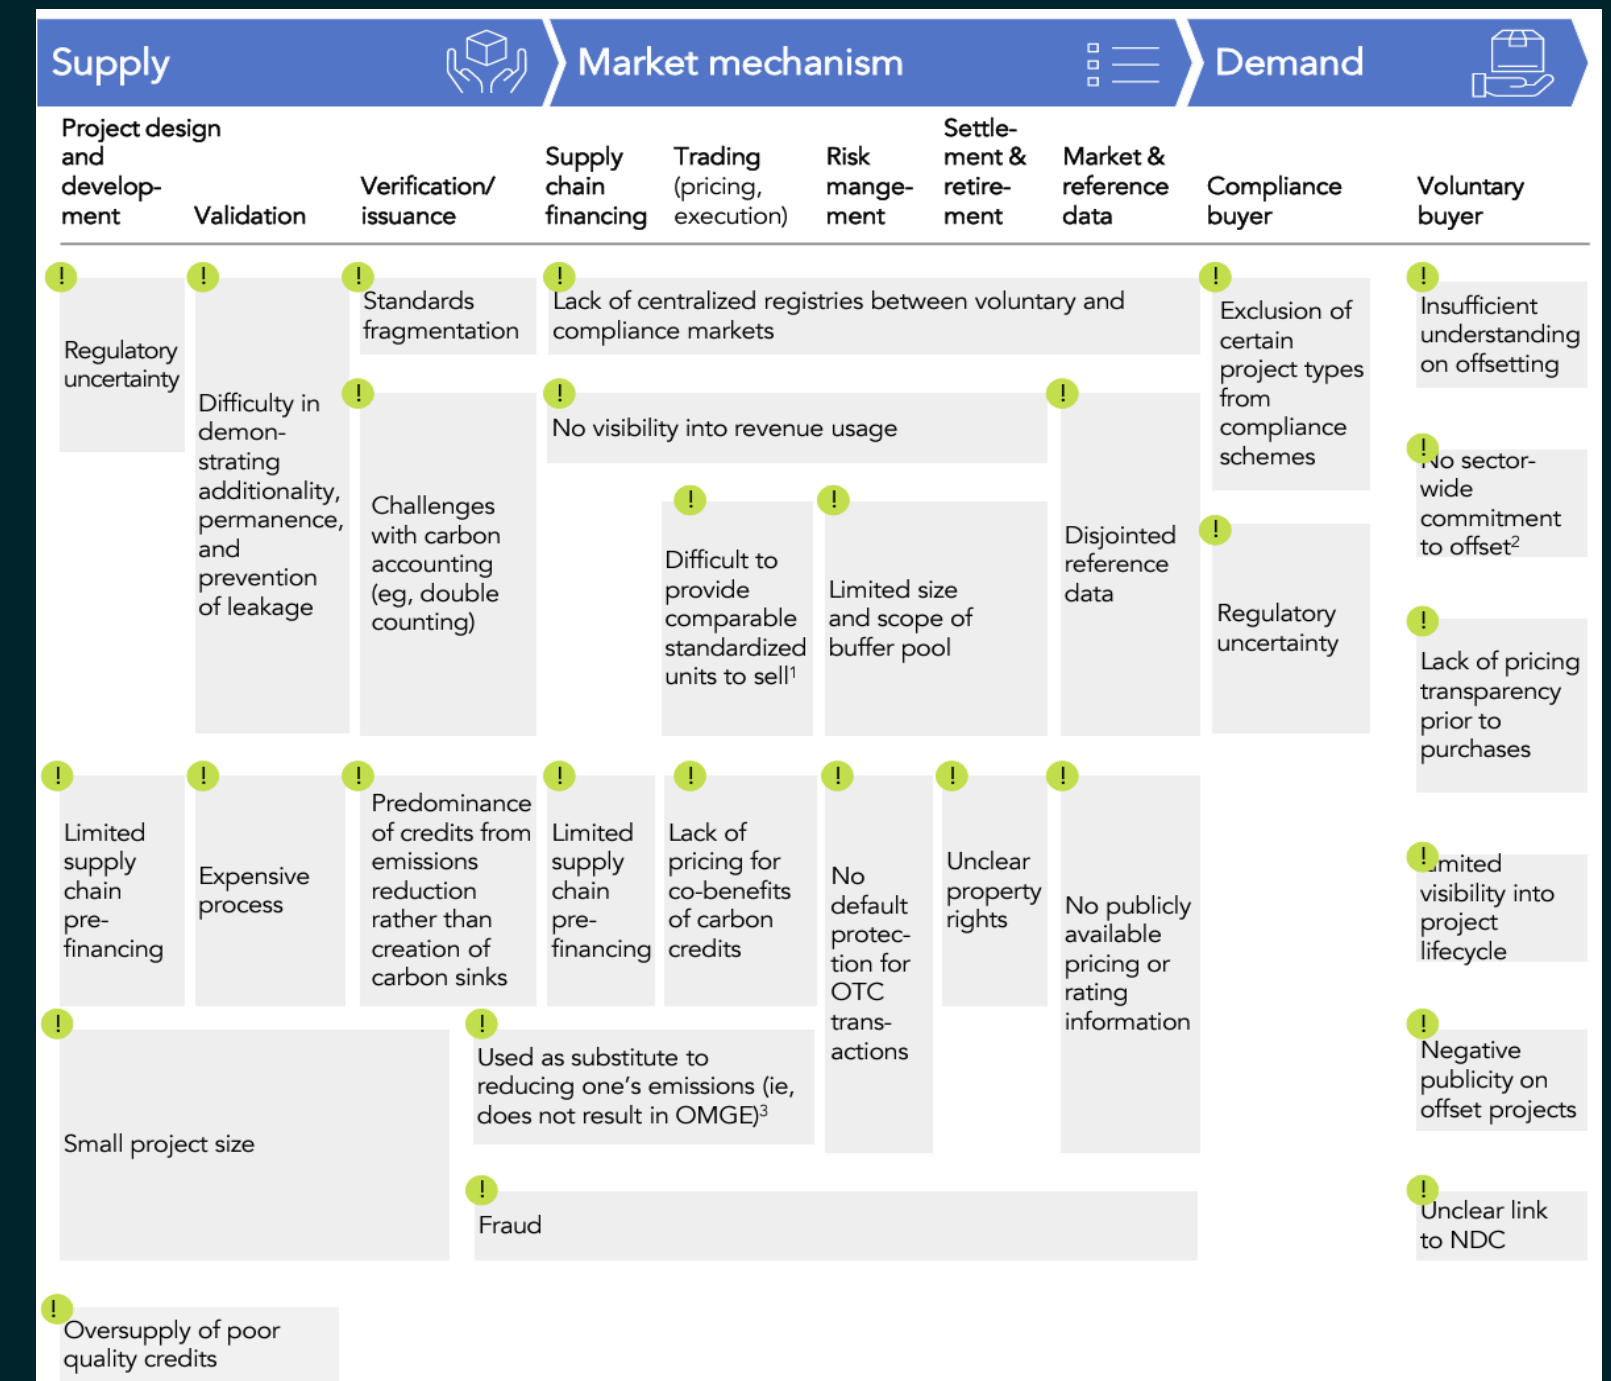 Supply
Market mechanism
Demand
Project design
and
develop-
ment
Validation
Verification/
issuance
Supply
chain
financing
Trading
(pricing,
execution)
Risk
mange-
ment
Settle-
ment &
retire-
ment
Market &
reference
data
Compliance
buyer
Voluntary
buyer
!
Regulatory
uncertainty
!
Difficulty in
demon-
strating
additionality,
permanence,
and
prevention
of leakage
!
Standards
fragmentation
!
Lack of centralized registries between voluntary and
compliance markets
!
Exclusion of
certain
project types
from
compliance
schemes
!
Insufficient
understanding
on offsetting
!
Challenges
with carbon
accounting
(eg, double
counting)
!
No visibility into revenue usage
!
Disjointed
reference
data
!
No sector-
wide
commitment
to offset²
!
Difficult to
provide
comparable
standardized
units to sell¹
!
Limited size
and scope of
buffer pool
!
Regulatory
uncertainty
!
Lack of pricing
transparency
prior to
purchases
!
Limited
supply
chain
pre-
financing
!
Expensive
process
!
Predominance
of credits from
emissions
reduction
rather than
creation of
carbon sinks
!
Limited
supply
chain
pre-
financing
!
Lack of
pricing for
co-benefits
of carbon
credits
!
No
default
protec-
tion for
OTC
trans-
actions
!
Unclear
property
rights
!
No publicly
available
pricing or
rating
information
!
Limited
visibility into
project
lifecycle
!
Small project size
!
Used as substitute to
reducing one’s emissions (ie,
does not result in OMGE)³
!
Negative
publicity on
offset projects
!
Fraud
!
Unclear link
to NDC
!
Oversupply of poor
quality credits